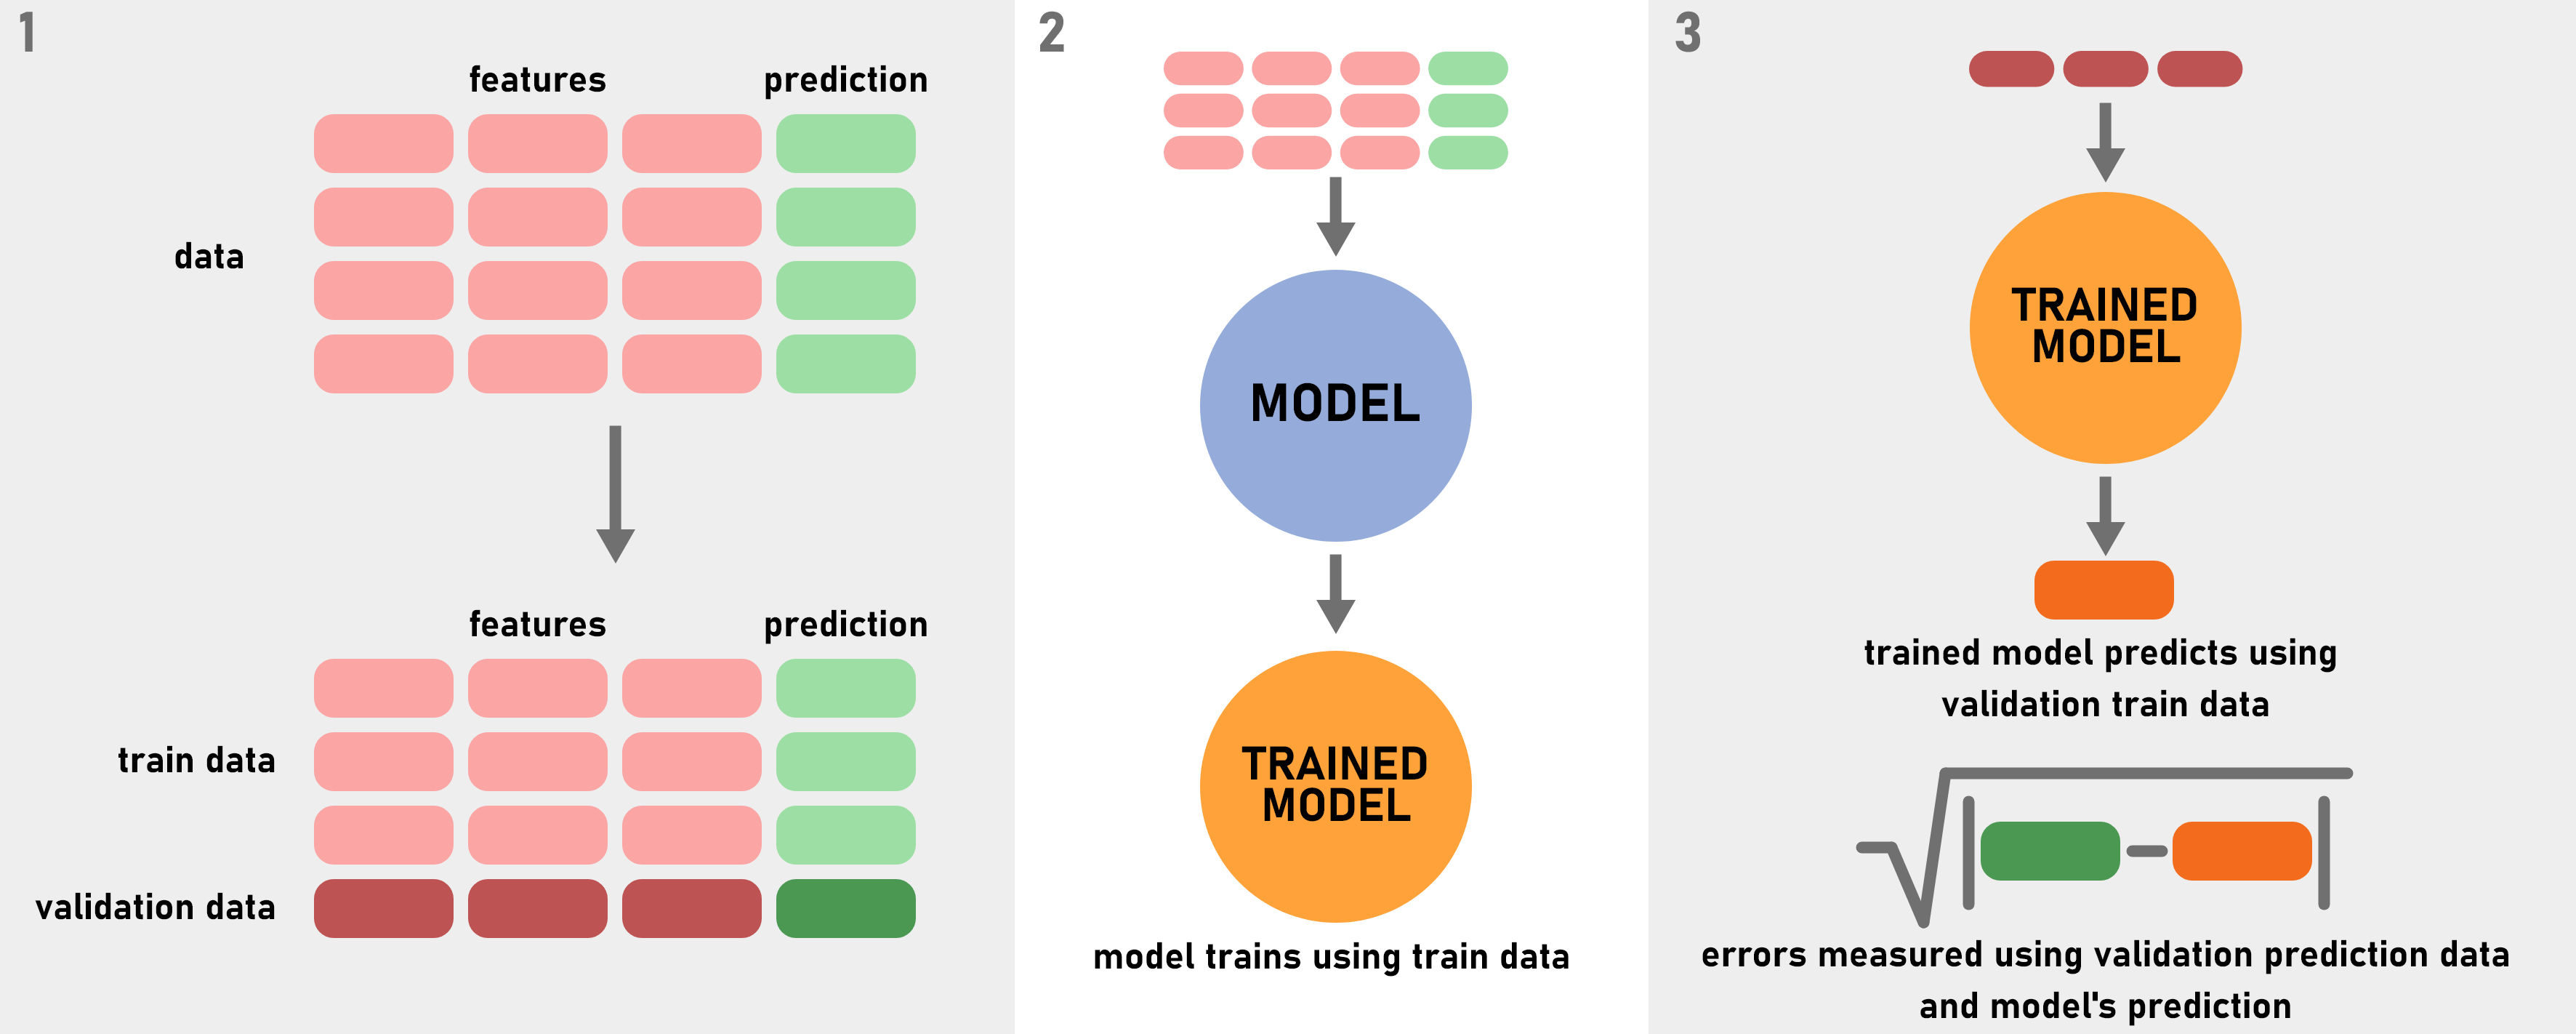 1
features prediction
data
features prediction
train data
validation data
2
MODEL
TRAINED
MODEL
model trains using train data
3
TRAINED
MODEL
trained model predicts using
validation train data
errors measured using validation prediction data
and model's prediction